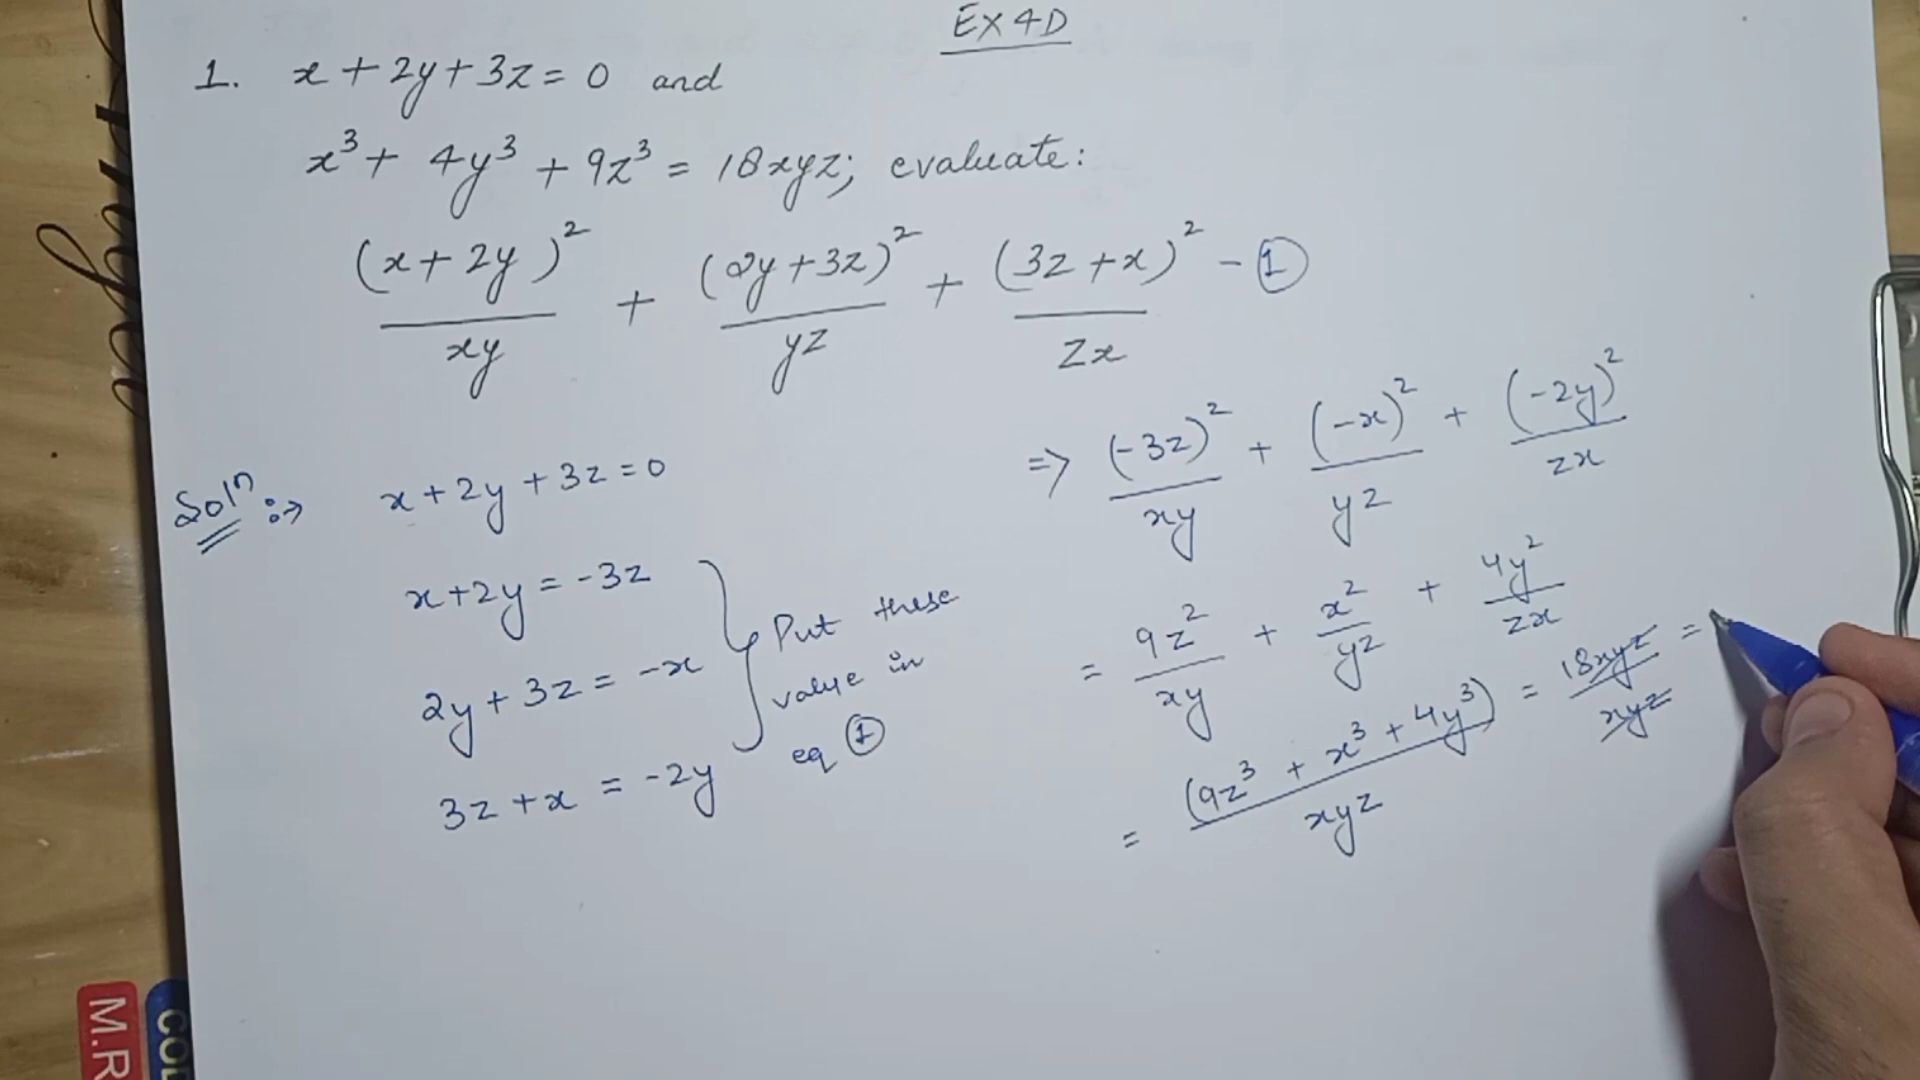 EX 4D
1. x + 2y + 3z = 0 and
x³ + 4y³ + 9z³ = 18xyz; evaluate:
(x + 2y)²/xy + (2y + 3z)²/yz + (3z + x)²/zx - ①
Solⁿ :→ x + 2y + 3z = 0
x + 2y = -3z
2y + 3z = -x
3z + x = -2y
Put these
value in
eq ①
=> (-3z)²/xy + (-x)²/yz + (-2y)²/zx
= 9z²/xy + x²/yz + 4y²/zx
= (9z³ + x³ + 4y³)/xyz = 18xyz/xyz =
M.R
COL